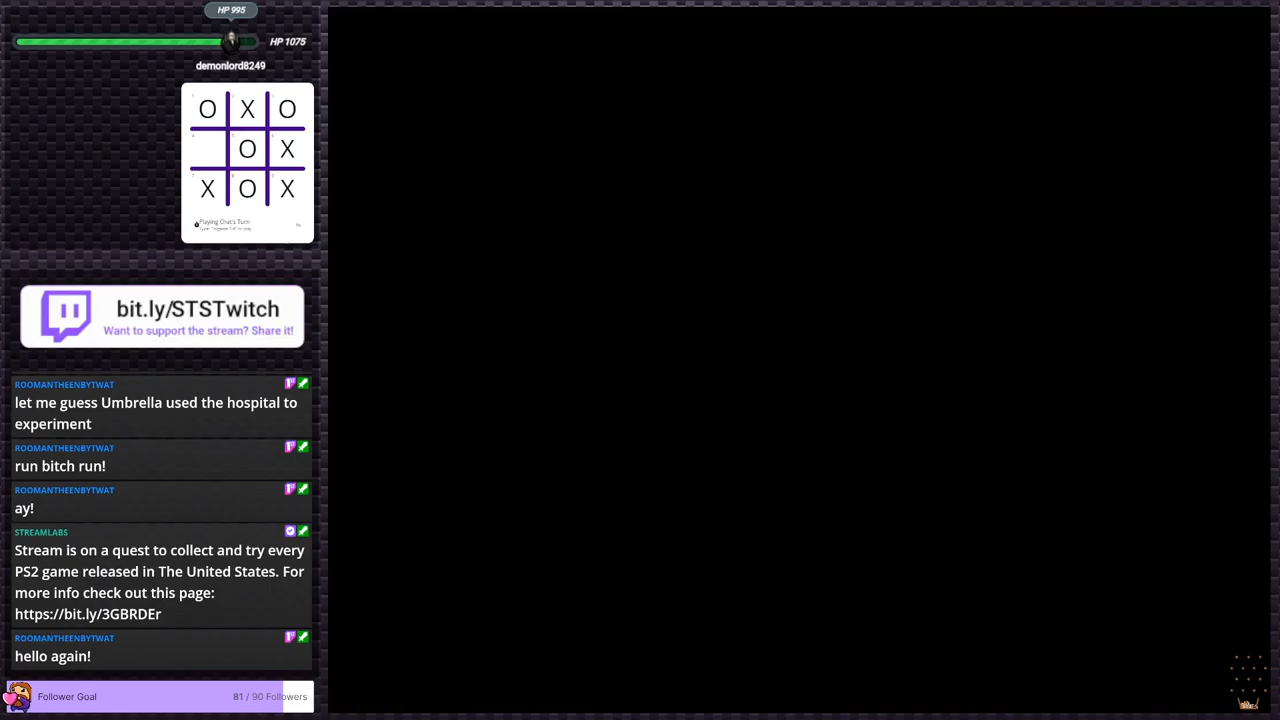 HP 995
HP 1075
demonlord8249
O X O
O X
X O X
Playing Chat's Turn
bit.ly/STSTwitch
Want to support the stream? Share it!
ROOMANTHEENBYTWAT
let me guess Umbrella used the hospital to
experiment
ROOMANTHEENBYTWAT
run bitch run!
ROOMANTHEENBYTWAT
ay!
STREAMLABS
Stream is on a quest to collect and try every
PS2 game released in The United States. For
more info check out this page:
https://bit.ly/3GBRDEr
ROOMANTHEENBYTWAT
hello again!
Follower Goal 81 / 90 Followers